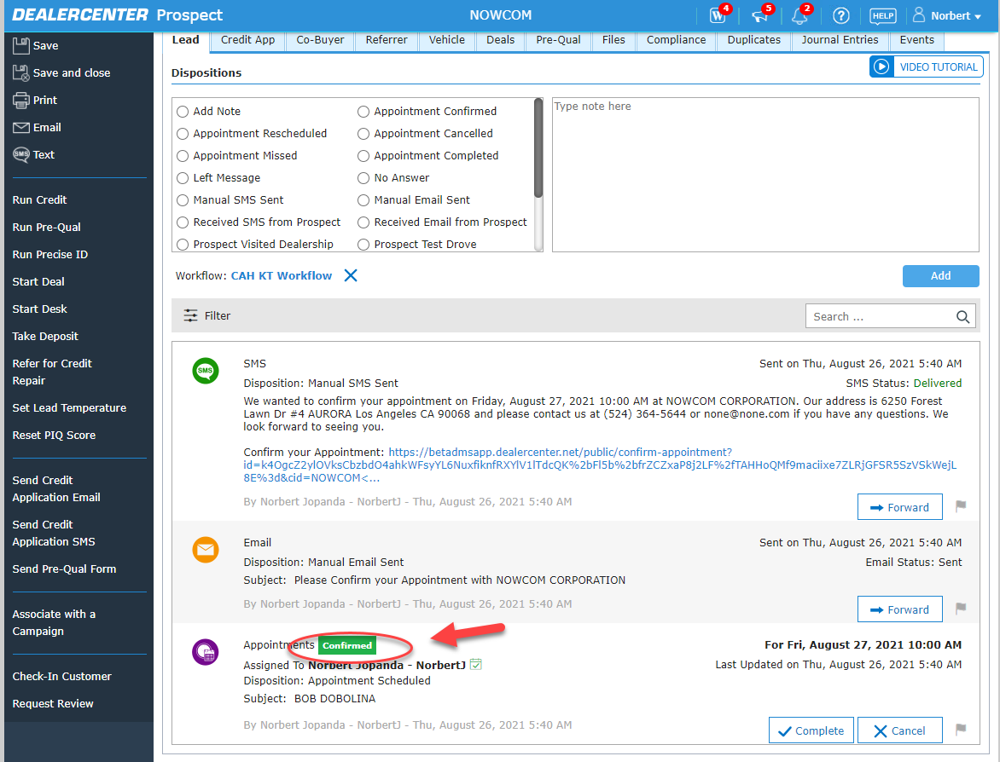 DEALERCENTER Prospect
NOWCOM
W 4
5
2
?
HELP
Norbert
Save
Save and close
Print
Email
SMS Text
Run Credit
Run Pre-Qual
Run Precise ID
Start Deal
Start Desk
Take Deposit
Refer for Credit
Repair
Set Lead Temperature
Reset PIQ Score
Send Credit
Application Email
Send Credit
Application SMS
Send Pre-Qual Form
Associate with a
Campaign
Check-In Customer
Request Review
Lead Credit App Co-Buyer Referrer Vehicle Deals Pre-Qual Files Compliance Duplicates Journal Entries Events
Dispositions
VIDEO TUTORIAL
Add Note Appointment Confirmed
Appointment Rescheduled Appointment Cancelled
Appointment Missed Appointment Completed
Left Message No Answer
Manual SMS Sent Manual Email Sent
Received SMS from Prospect Received Email from Prospect
Prospect Visited Dealership Prospect Test Drove
Type note here
Workflow: CAH KT Workflow
Add
Filter
Search ...
SMS
SMS Sent on Thu, August 26, 2021 5:40 AM
Disposition: Manual SMS Sent SMS Status: Delivered
We wanted to confirm your appointment on Friday, August 27, 2021 10:00 AM at NOWCOM CORPORATION. Our address is 6250 Forest
Lawn Dr #4 AURORA Los Angeles CA 90068 and please contact us at (524) 364-5644 or none@none.com if you have any questions. We
look forward to seeing you.
Confirm your Appointment: https://betadmsapp.dealercenter.net/public/confirm-appointment?
id=k4OgcZ2ylOVksCbzbdO4ahkWFsyYL6NuxfiknfRXYlV1lTdcQK%2bFl5b%2bfrZCZxaP8j2LF%2fTAHHoQMf9maciixe7ZLRjGFSR5SzVSkWejL
8E%3d&cid=NOWCOM<...
By Norbert Jopanda - NorbertJ - Thu, August 26, 2021 5:40 AM
Forward
Email Sent on Thu, August 26, 2021 5:40 AM
Disposition: Manual Email Sent Email Status: Sent
Subject: Please Confirm your Appointment with NOWCOM CORPORATION
By Norbert Jopanda - NorbertJ - Thu, August 26, 2021 5:40 AM
Forward
Appointments Confirmed For Fri, August 27, 2021 10:00 AM
Assigned To Norbert Jopanda - NorbertJ Last Updated on Thu, August 26, 2021 5:40 AM
Disposition: Appointment Scheduled
Subject: BOB DOBOLINA
By Norbert Jopanda - NorbertJ - Thu, August 26, 2021 5:40 AM
Complete Cancel